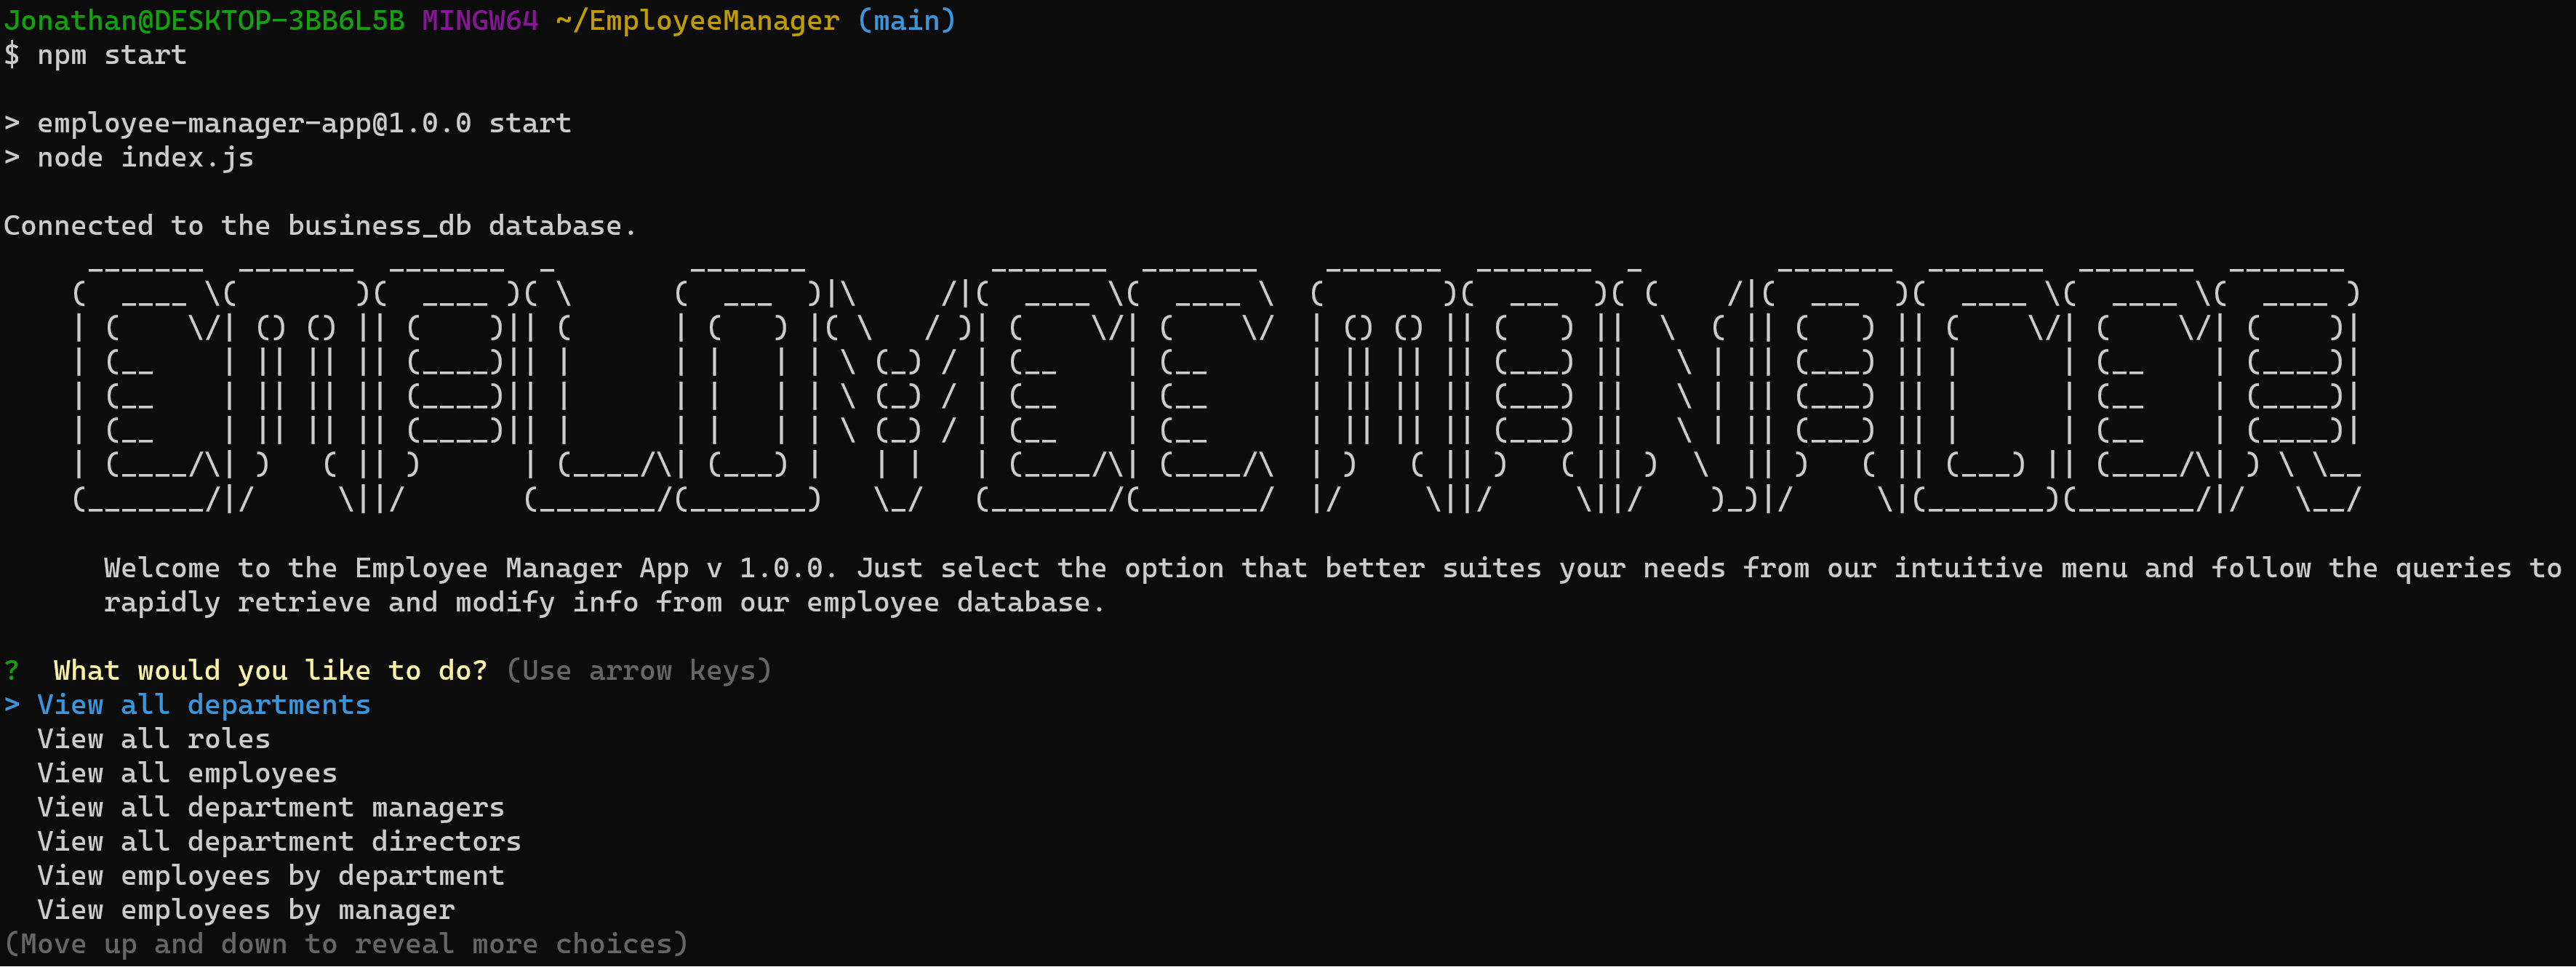 Jonathan@DESKTOP-3BB6L5B MINGW64 ~/EmployeeManager (main)
$ npm start
> employee-manager-app@1.0.0 start
> node index.js
Connected to the business_db database.
EMPLOYEE MANAGER
Welcome to the Employee Manager App v 1.0.0. Just select the option that better suites your needs from our intuitive menu and follow the queries to
rapidly retrieve and modify info from our employee database.
?  What would you like to do? (Use arrow keys)
> View all departments
View all roles
View all employees
View all department managers
View all department directors
View employees by department
View employees by manager
(Move up and down to reveal more choices)